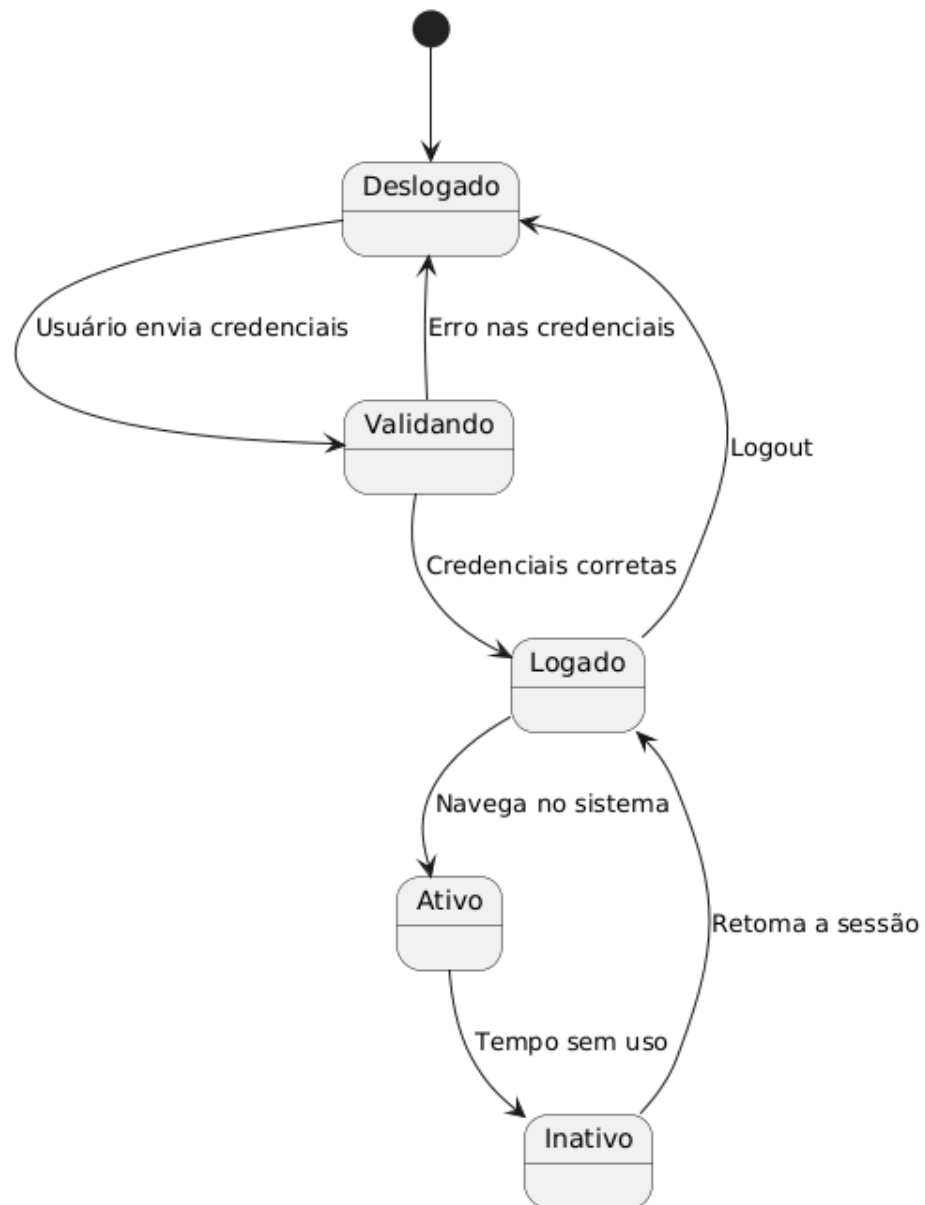 Deslogado
Usuário envia credenciais
Erro nas credenciais
Validando
Logout
Credenciais corretas
Logado
Navega no sistema
Ativo
Retoma a sessão
Tempo sem uso
Inativo